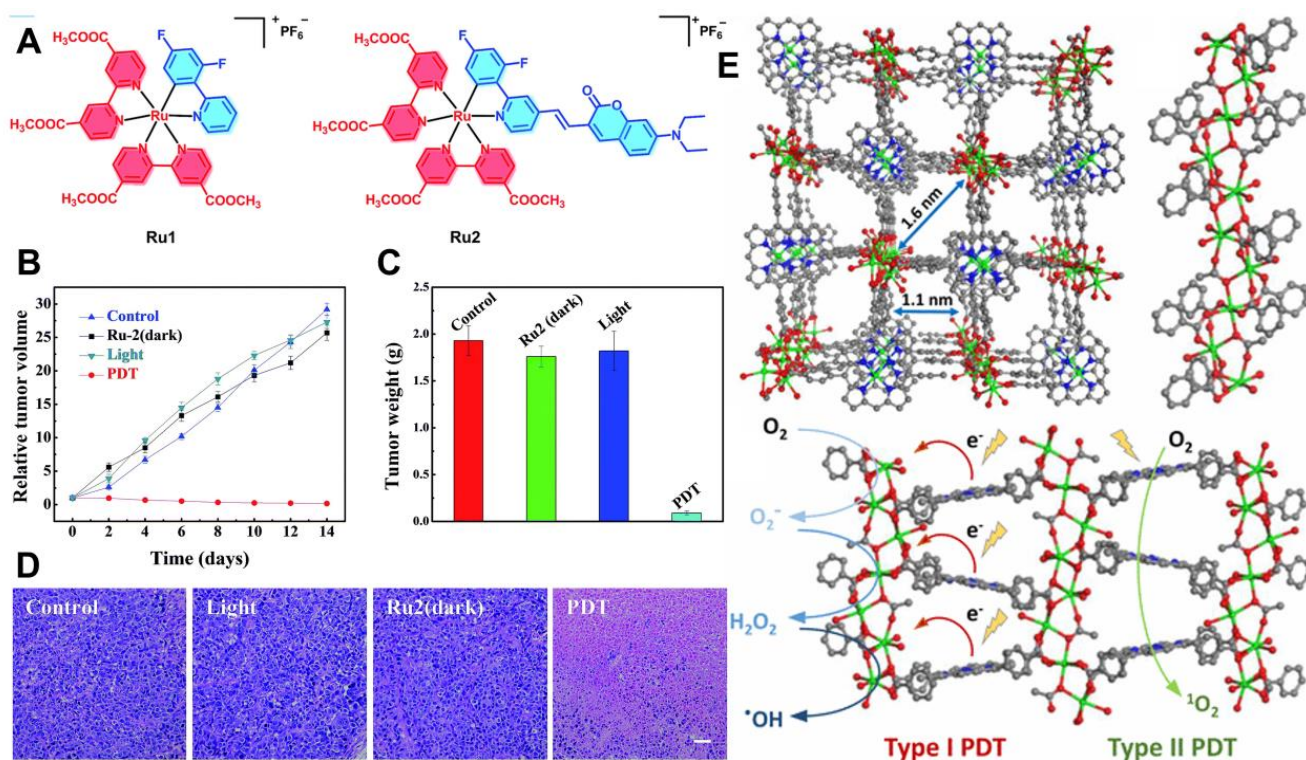 A
+
PF₆⁻
H₃COOC
F
F
N
N
Ru
N
N
N
H₃COOC
H₃COOC
COOCH₃
Ru1
+
PF₆⁻
H₃COOC
F
F
O
O
N
N
Ru
N
N
N
N
H₃COOC
H₃COOC
COOCH₃
Ru2
B
Relative tumor volume
30
25
20
15
10
5
0
Control
Ru-2(dark)
Light
PDT
0 2 4 6 8 10 12 14
Time (days)
C
Tumor weight (g)
2.5
2.0
1.5
1.0
0.5
0.0
Control
Ru2 (dark)
Light
PDT
D
Control
Light
Ru2(dark)
PDT
E
1.6 nm
1.1 nm
O₂
e⁻
O₂
O₂⁻
e⁻
H₂O₂
e⁻
•OH
¹O₂
Type I PDT
Type II PDT